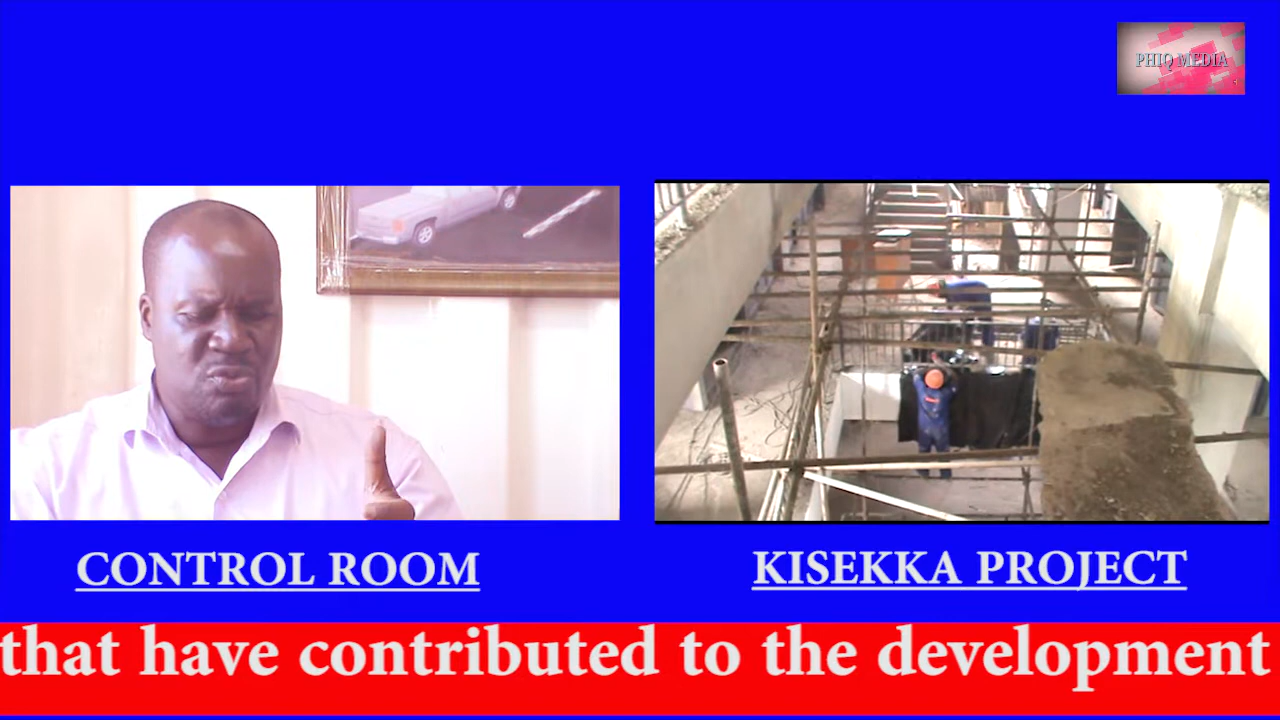 PHIQ MEDIA
CONTROL ROOM
KISEKKA PROJECT
that have contributed to the development